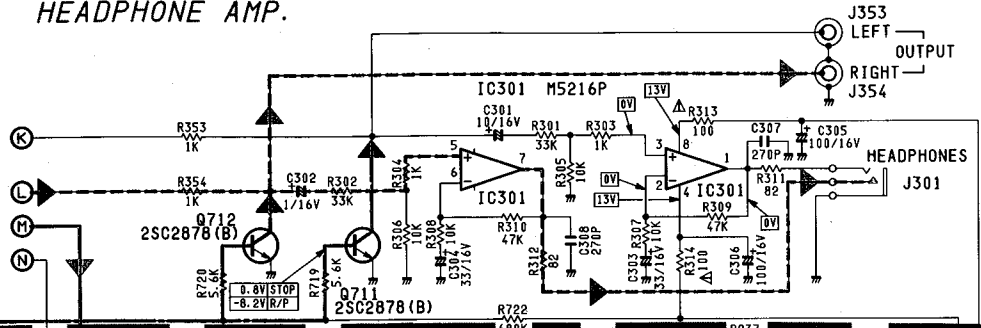 HEADPHONE AMP.
J353
LEFT
OUTPUT
RIGHT
J354
IC301 M5216P
C301
10/16V
R301
33K
R303
1K
0V
13V
R313
100
C307
270P
C305
100/16V
K
R353
1K
R304
1K
5
6
7
R305
10K
3
2
8
4
1
HEADPHONES
J301
L
R354
1K
C302
1/16V
R302
33K
IC301
0V
13V
IC301
R311
82
M
Q712
2SC2878(B)
R306
10K
R308
10K
R310
47K
R309
47K
0V
N
C304
33/16V
C308
270P
R307
10K
C303
33/16V
R314
100
C306
100/16V
R720
5.6K
R719
5.6K
0.8V STOP
-8.2V R/P
Q711
2SC2878(B)
R312
82
R722